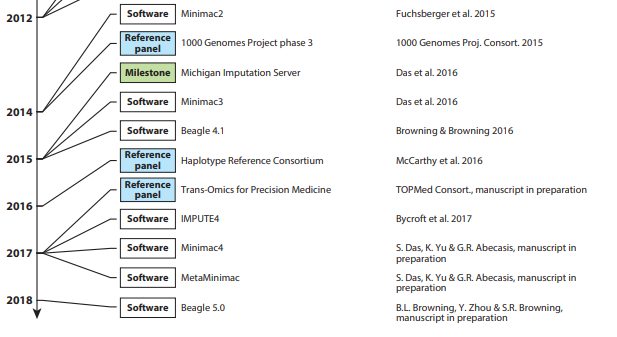 2012
Software Minimac2 Fuchsberger et al. 2015
Reference panel 1000 Genomes Project phase 3 1000 Genomes Proj. Consort. 2015
Milestone Michigan Imputation Server Das et al. 2016
Software Minimac3 Das et al. 2016
2014
Software Beagle 4.1 Browning & Browning 2016
2015
Reference panel Haplotype Reference Consortium McCarthy et al. 2016
Reference panel Trans-Omics for Precision Medicine TOPMed Consort., manuscript in preparation
2016
Software IMPUTE4 Bycroft et al. 2017
Software Minimac4 S. Das, K. Yu & G.R. Abecasis, manuscript in
preparation
2017
Software MetaMinimac S. Das, K. Yu & G.R. Abecasis, manuscript in
preparation
2018
Software Beagle 5.0 B.L. Browning, Y. Zhou & S.R. Browning,
manuscript in preparation